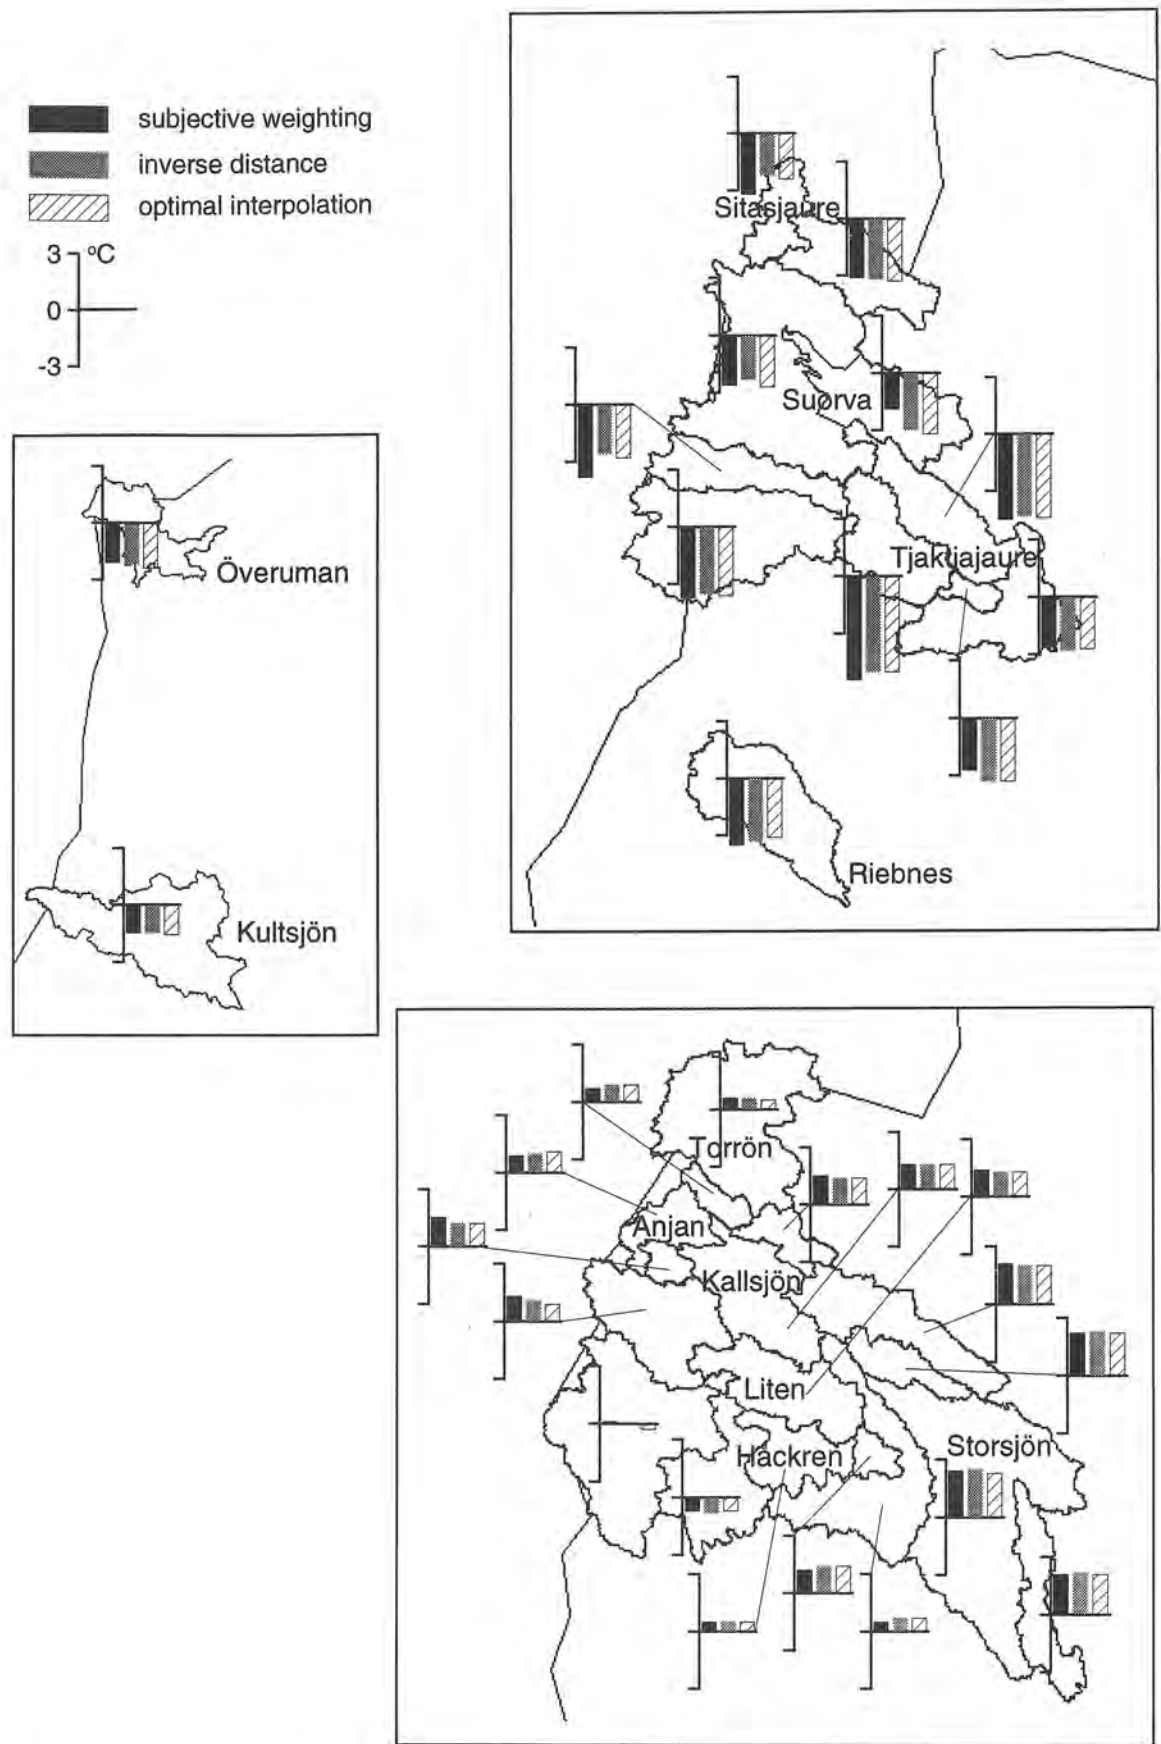 subjective weighting
inverse distance
optimal interpolation
3 °C
0
-3
Sitasjaure
Suorva
Tjaktjajaure
Riebnes
Överuman
Kultsjön
Torrön
Anjan
Kallsjön
Liten
Häckren
Storsjön